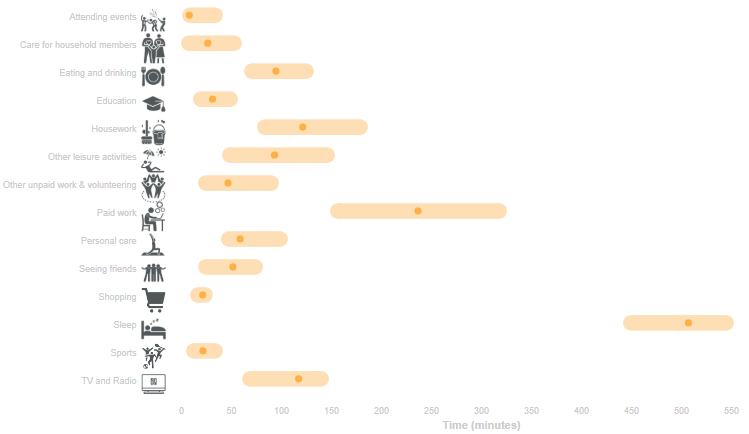 Attending events
Care for household members
Eating and drinking
Education
Housework
Other leisure activities
Other unpaid work & volunteering
Paid work
Personal care
Seeing friends
Shopping
Sleep
Sports
TV and Radio
0 50 100 150 200 250 300 350 400 450 500 550
Time (minutes)